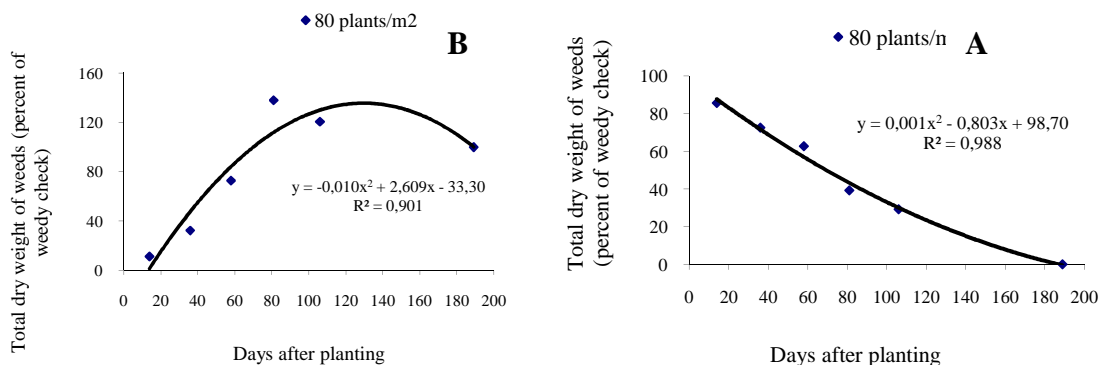 80 plants/m2
B
Total dry weight of weeds (percent of
weedy check)
160
120
80
40
0
y = -0,010x² + 2,609x - 33,30
R² = 0,901
0 20 40 60 80 100 120 140 160 180 200
Days after planting
80 plants/n
A
Total dry weight of weeds
(percent of weedy check)
100
80
60
40
20
0
y = 0,001x² - 0,803x + 98,70
R² = 0,988
0 20 40 60 80 100 120 140 160 180 200
Days after planting